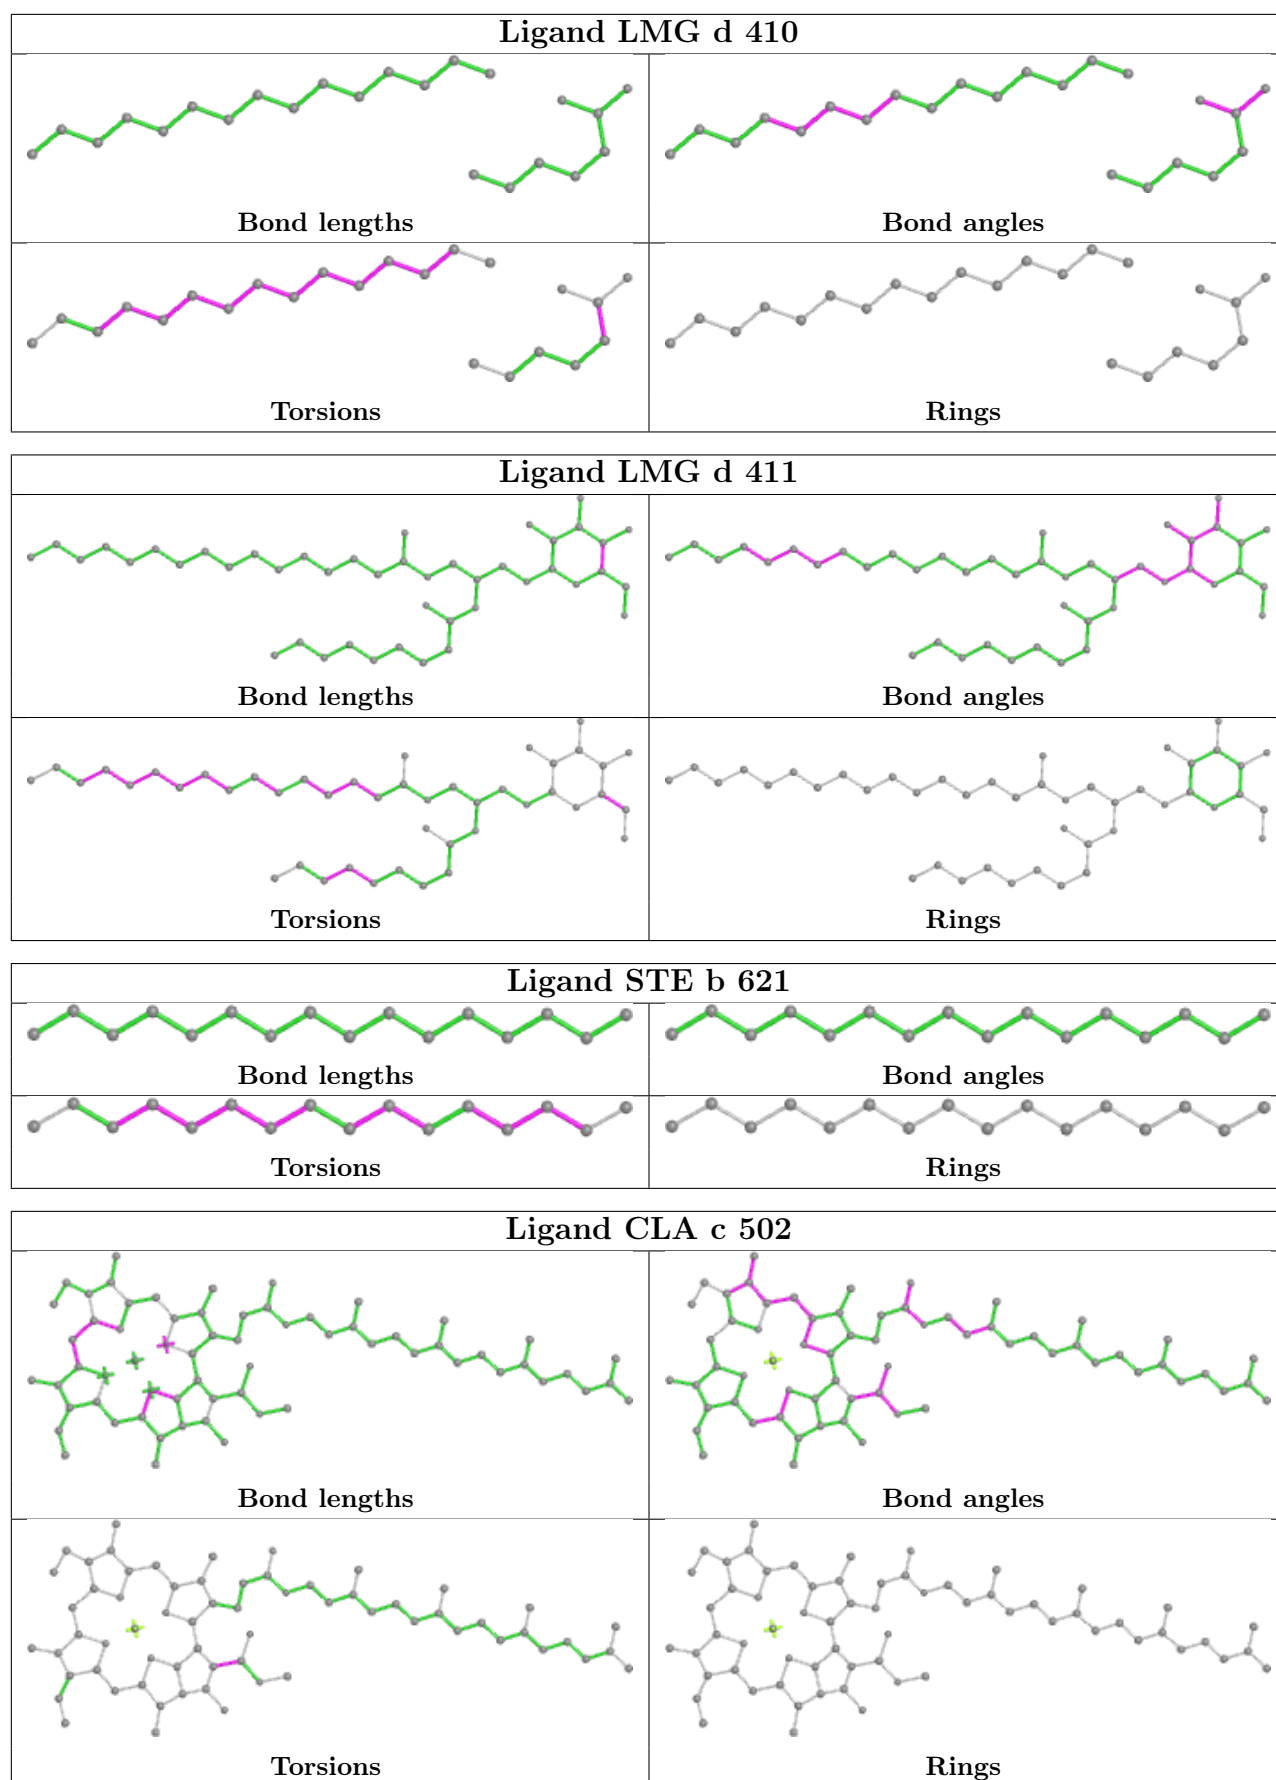 Ligand LMG d 410
Bond lengths
Bond angles
Torsions
Rings
Ligand LMG d 411
Bond lengths
Bond angles
Torsions
Rings
Ligand STE b 621
Bond lengths
Bond angles
Torsions
Rings
Ligand CLA c 502
Bond lengths
Bond angles
Torsions
Rings